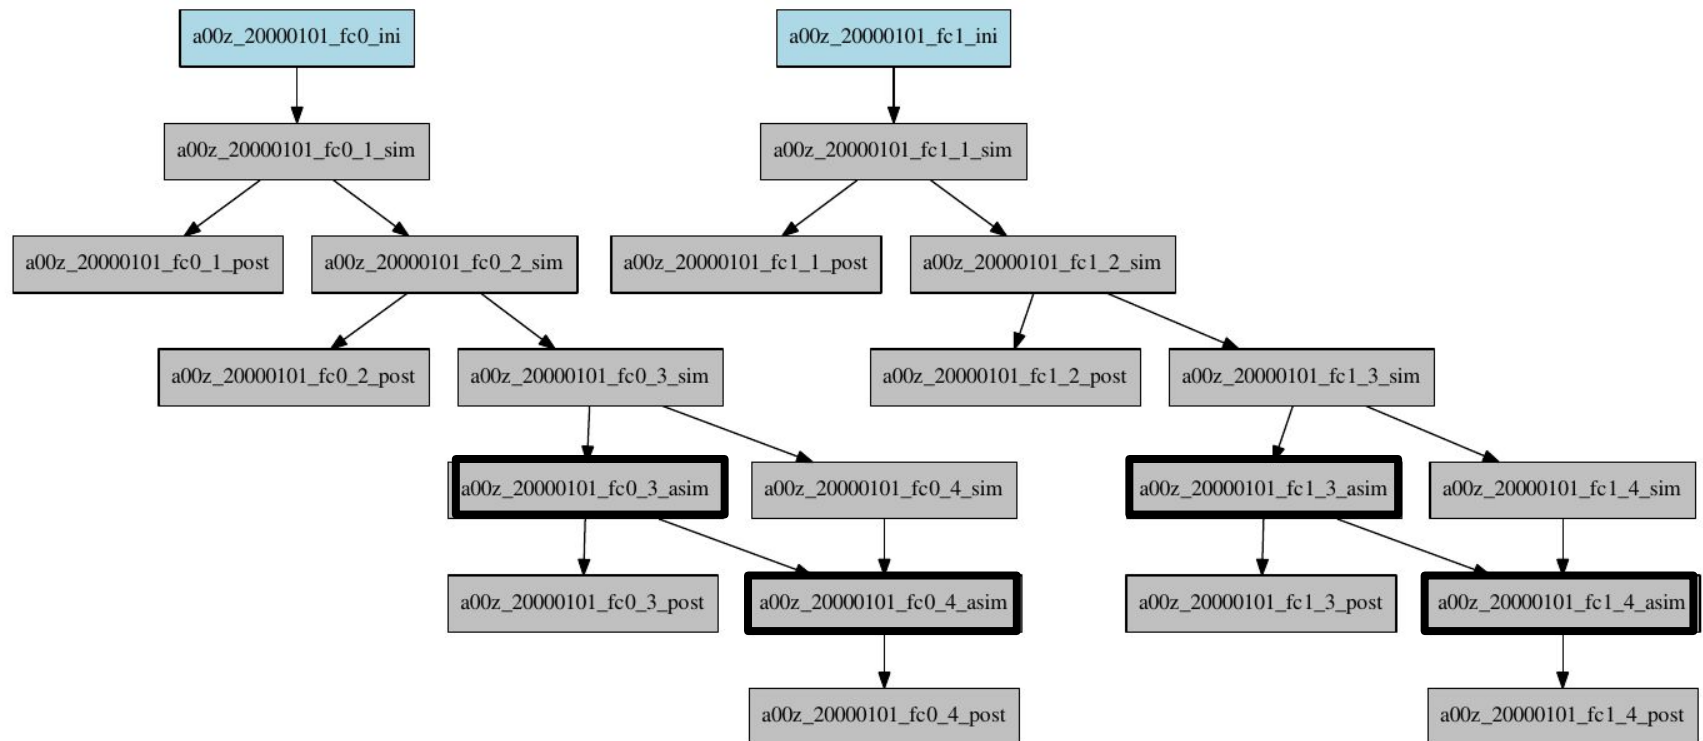 a00z_20000101_fc0_ini
a00z_20000101_fc1_ini
a00z_20000101_fc0_1_sim
a00z_20000101_fc1_1_sim
a00z_20000101_fc0_1_post
a00z_20000101_fc0_2_sim
a00z_20000101_fc1_1_post
a00z_20000101_fc1_2_sim
a00z_20000101_fc0_2_post
a00z_20000101_fc0_3_sim
a00z_20000101_fc1_2_post
a00z_20000101_fc1_3_sim
a00z_20000101_fc0_3_asim
a00z_20000101_fc0_4_sim
a00z_20000101_fc1_3_asim
a00z_20000101_fc1_4_sim
a00z_20000101_fc0_3_post
a00z_20000101_fc0_4_asim
a00z_20000101_fc1_3_post
a00z_20000101_fc1_4_asim
a00z_20000101_fc0_4_post
a00z_20000101_fc1_4_post